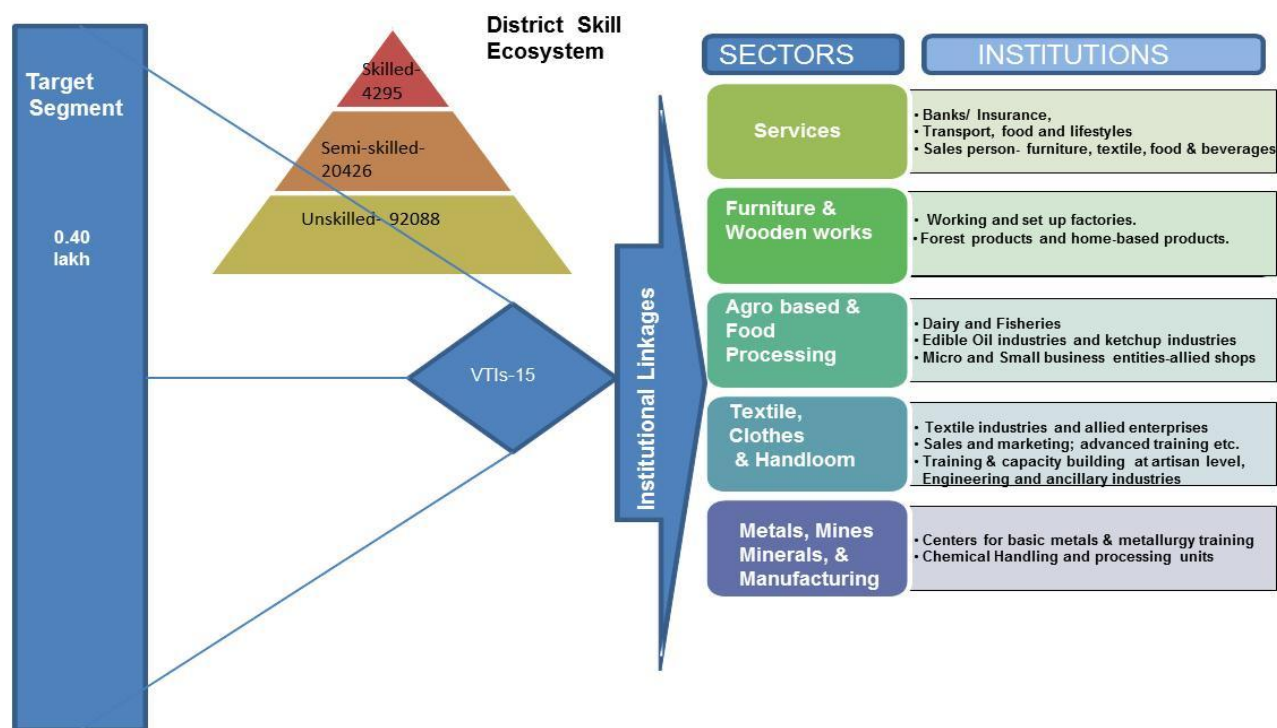 District Skill
Ecosystem
Target
Segment
0.40
lakh
Skilled-
4295
Semi-skilled-
20426
Unskilled- 92088
VTIs-15
Institutional Linkages
SECTORS
INSTITUTIONS
Services
• Banks/ Insurance,
• Transport, food and lifestyles
• Sales person- furniture, textile, food & beverages
Furniture &
Wooden works
• Working and set up factories.
• Forest products and home-based products.
Agro based &
Food
Processing
• Dairy and Fisheries
• Edible Oil industries and ketchup industries
• Micro and Small business entities-allied shops
Textile,
Clothes
& Handloom
• Textile industries and allied enterprises
• Sales and marketing; advanced training etc.
• Training & capacity building at artisan level,
Engineering and ancillary industries
Metals, Mines
Minerals, &
Manufacturing
• Centers for basic metals & metallurgy training
• Chemical Handling and processing units